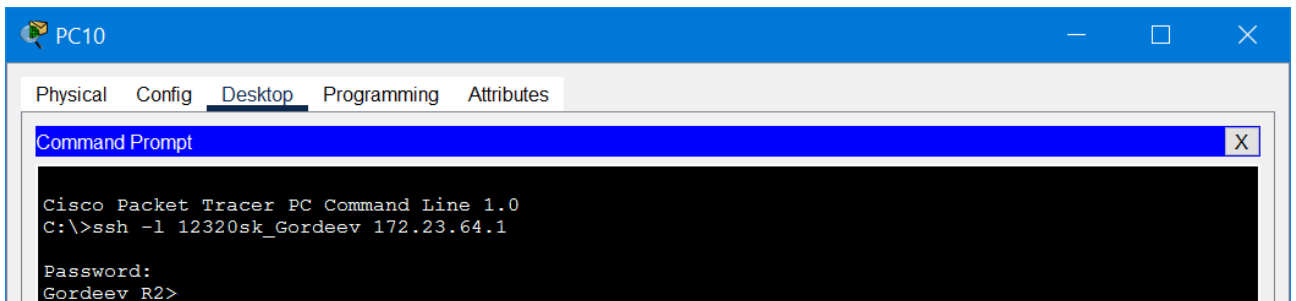 PC10
Physical Config Desktop Programming Attributes
Command Prompt
X
Cisco Packet Tracer PC Command Line 1.0
C:\>ssh -l 12320sk_Gordeev 172.23.64.1
Password:
Gordeev_R2>